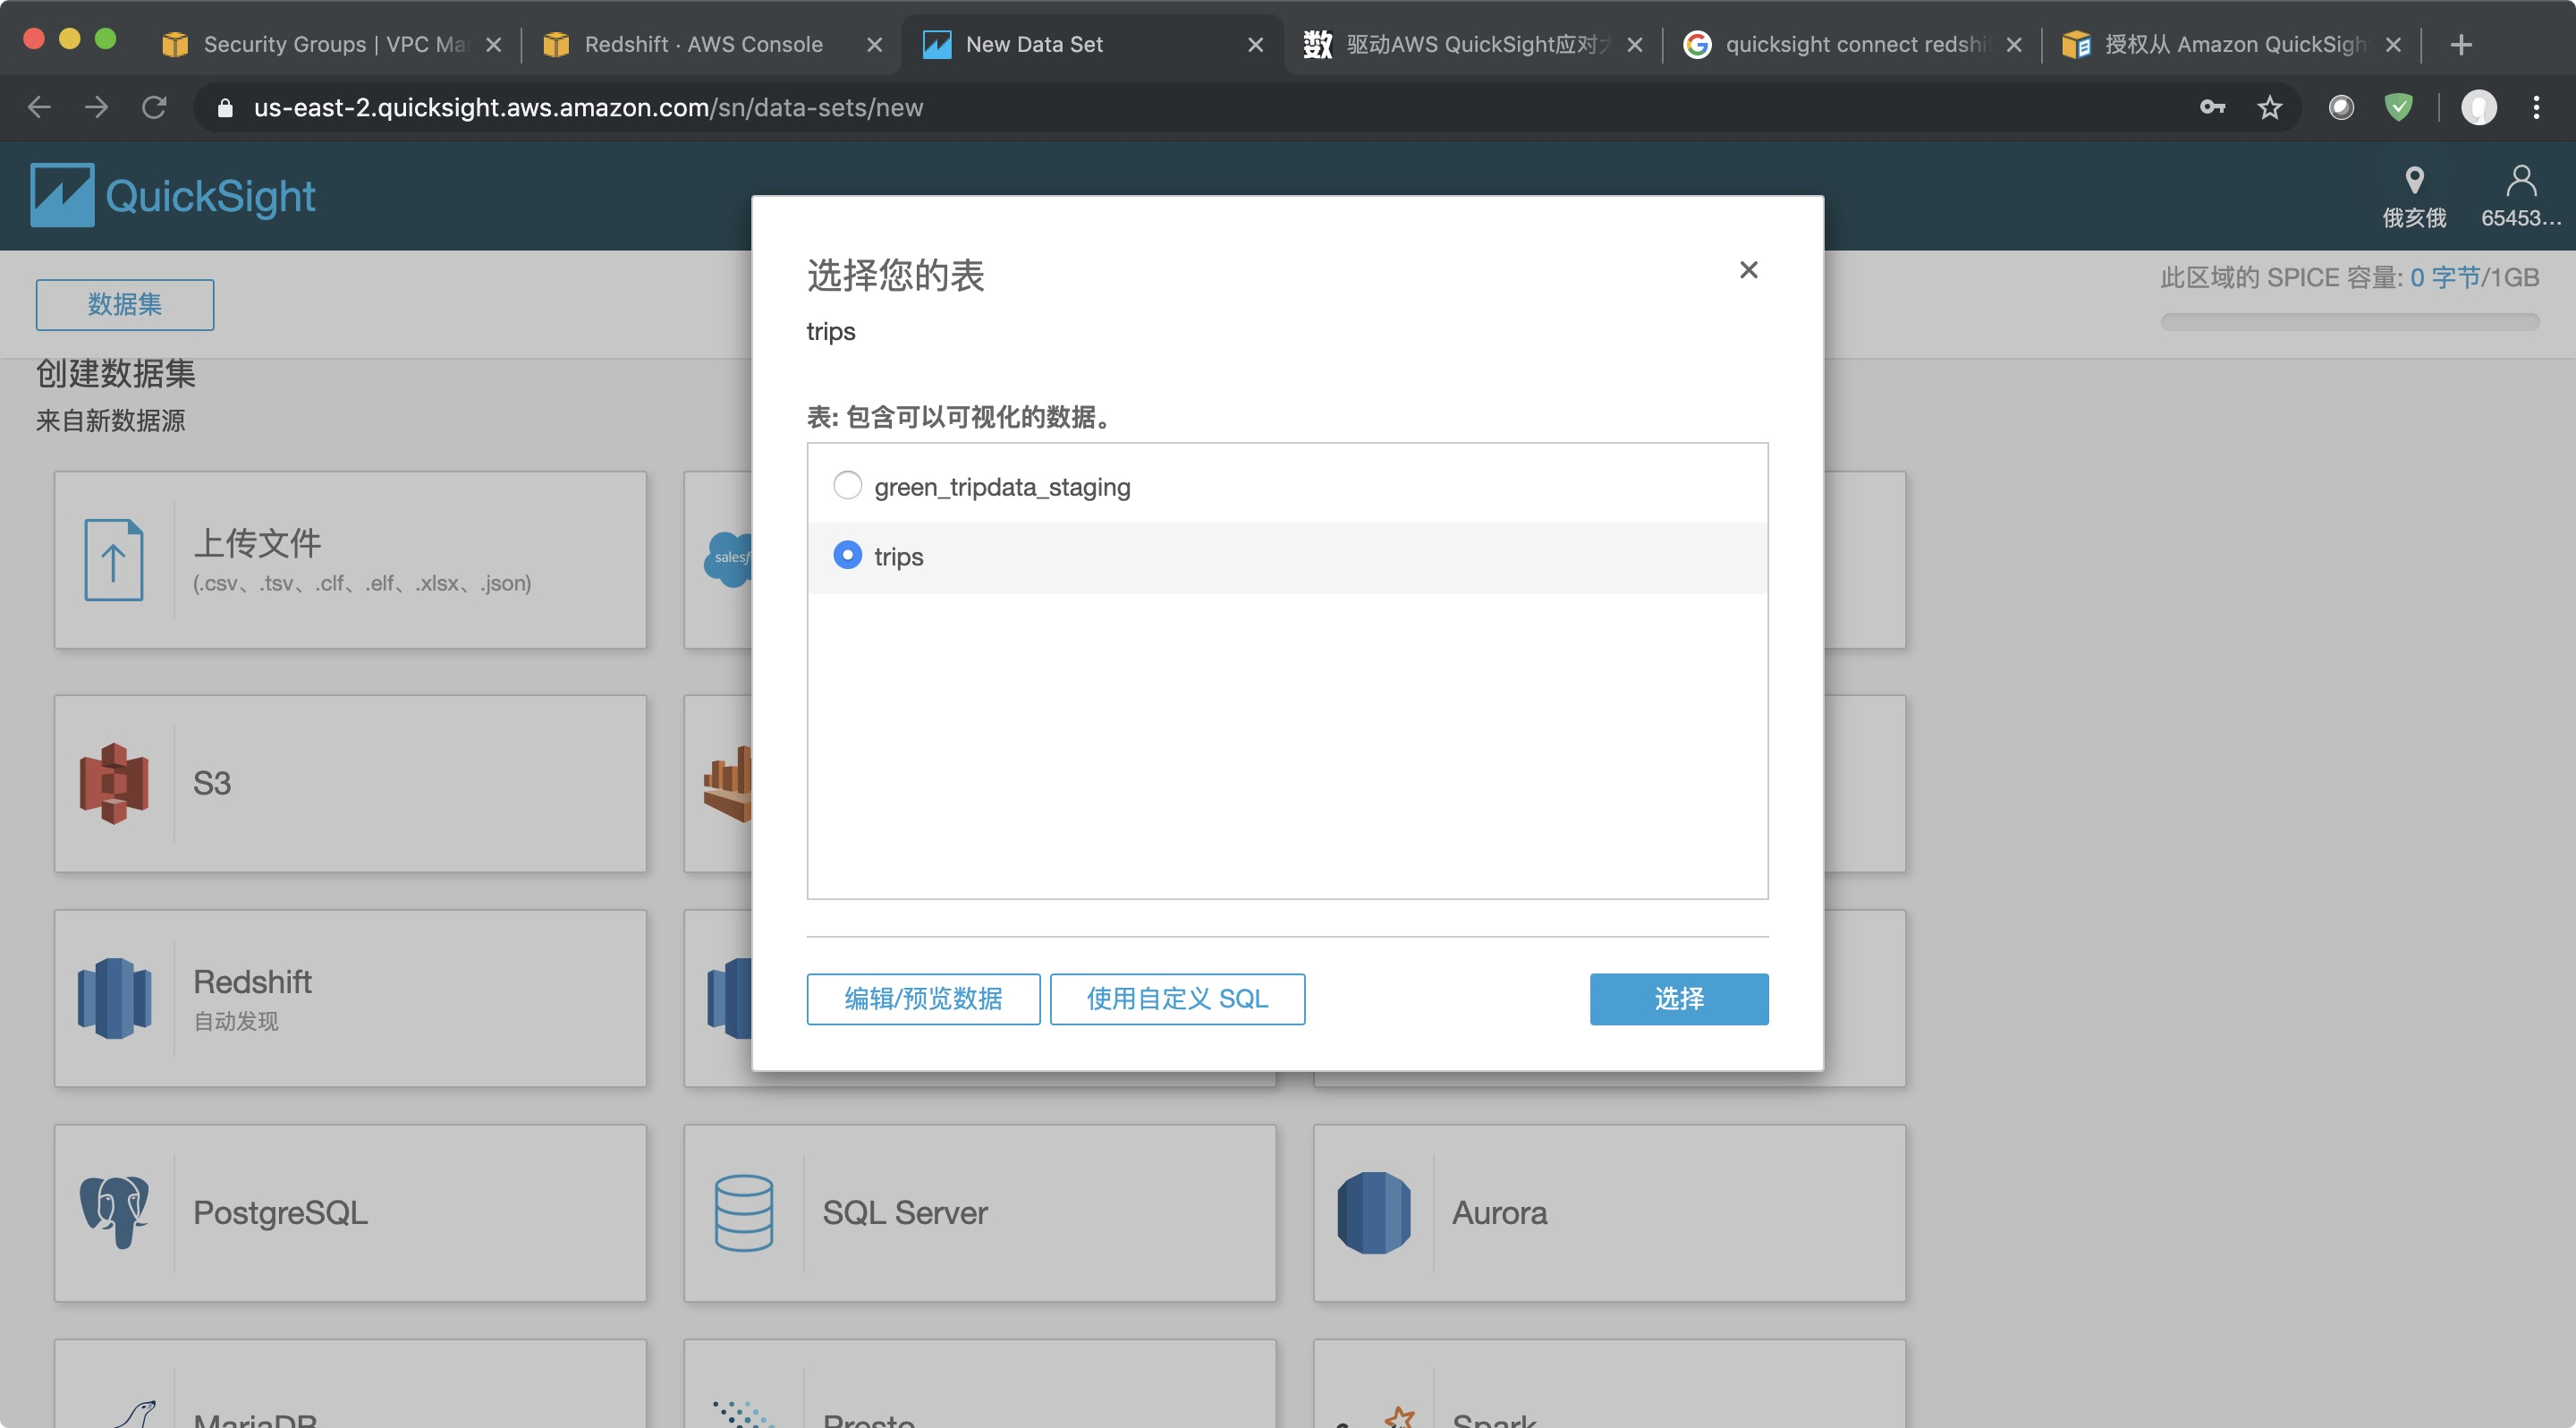 Security Groups | VPC Ma
Redshift · AWS Console
New Data Set
数 驱动AWS QuickSight应对大
quicksight connect redshi
授权从 Amazon QuickSigh
us-east-2.quicksight.aws.amazon.com/sn/data-sets/new
QuickSight
俄亥俄
65453...
数据集
此区域的 SPICE 容量: 0 字节/1GB
创建数据集
来自新数据源
选择您的表
trips
表: 包含可以可视化的数据。
green_tripdata_staging
trips
编辑/预览数据
使用自定义 SQL
选择
上传文件
(.csv、.tsv、.clf、.elf、.xlsx、.json)
salesf
S3
Redshift
自动发现
PostgreSQL
SQL Server
Aurora
MariaDB
Presto
Spark